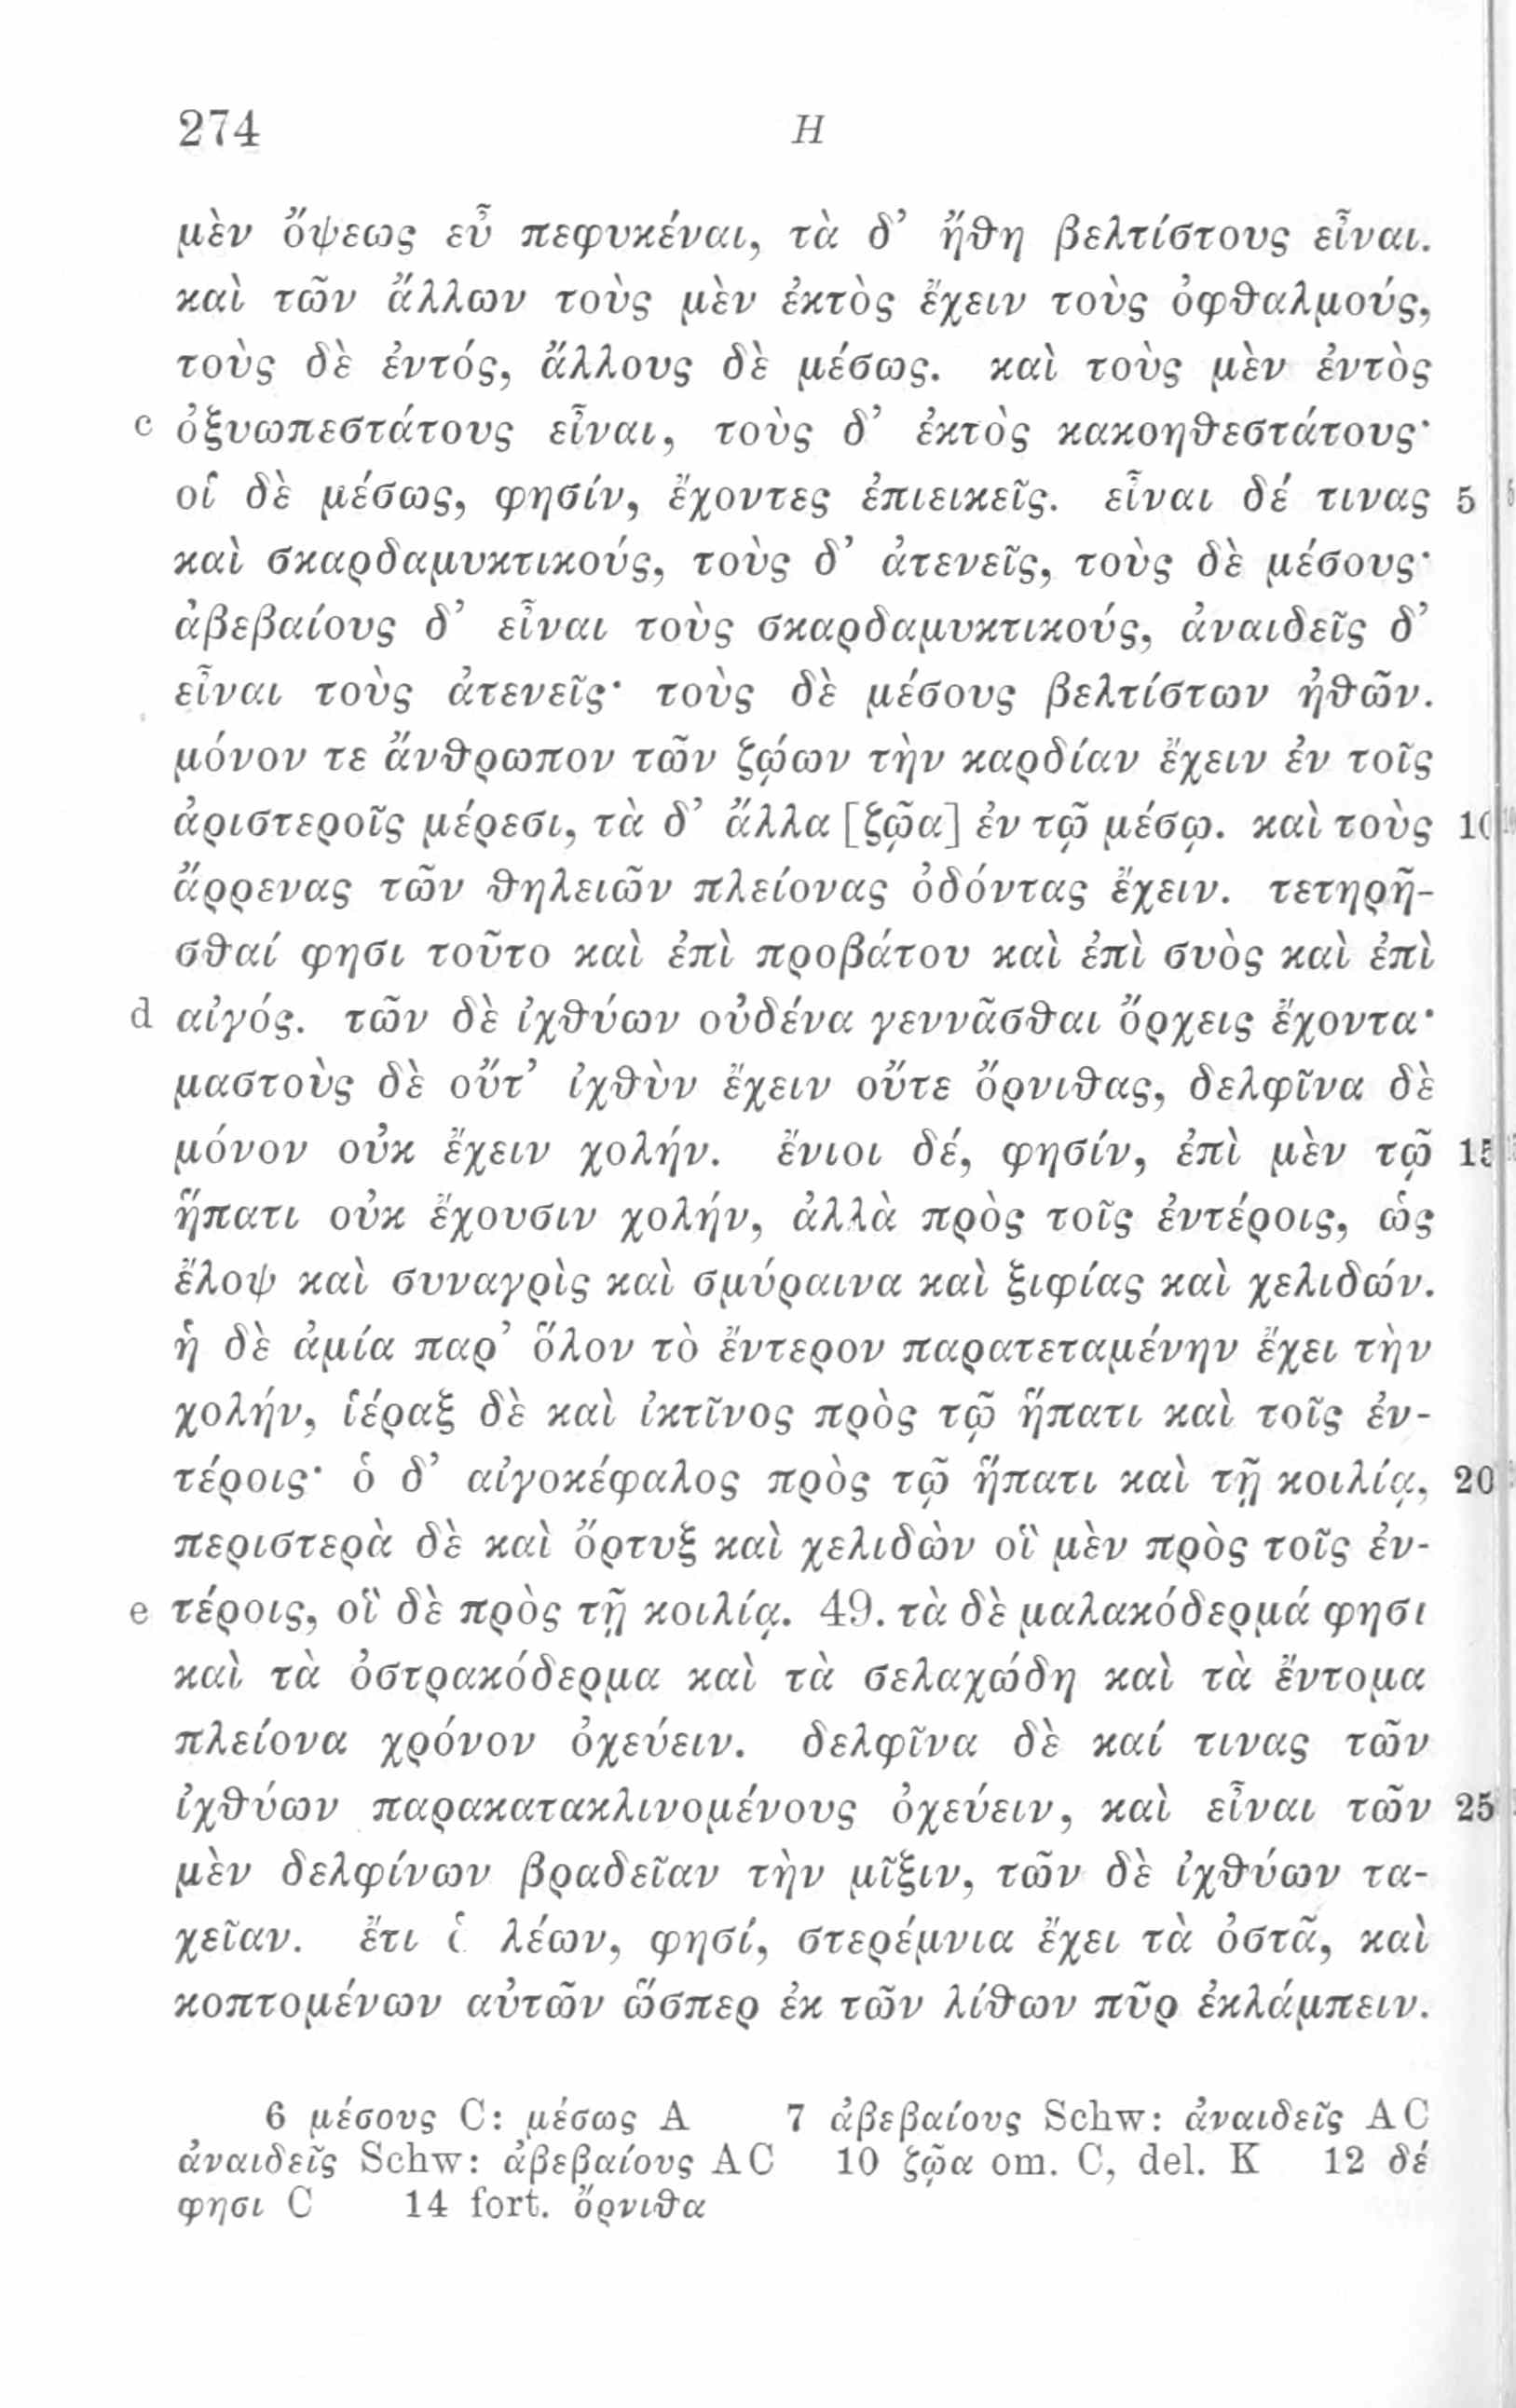 274 H
μὲν ὄψεως εὖ πεφυκέναι, τὰ δ’ ἤθη βελτίστους εἶναι.
καὶ τῶν ἄλλων τοὺς μὲν ἐκτὸς ἔχειν τοὺς ὀφθαλμούς,
τοὺς δὲ ἐντός, ἄλλους δὲ μέσως. καὶ τοὺς μὲν ἐντὸς
c ὀξυωπεστάτους εἶναι, τοὺς δ’ ἐκτὸς κακοηθεστάτους·
οἱ δὲ μέσως, φησίν, ἔχοντες ἐπιεικεῖς. εἶναι δέ τινας 5
καὶ σκαρδαμυκτικούς, τοὺς δ’ ἀτενεῖς, τοὺς δὲ μέσους·
ἀβεβαίους δ’ εἶναι τοὺς σκαρδαμυκτικούς, ἀναιδεῖς δ’
εἶναι τοὺς ἀτενεῖς· τοὺς δὲ μέσους βελτίστων ἠθῶν.
μόνον τε ἄνθρωπον τῶν ζῴων τὴν καρδίαν ἔχειν ἐν τοῖς
ἀριστεροῖς μέρεσι, τὰ δ’ ἄλλα [ζῷα] ἐν τῷ μέσῳ. καὶ τοὺς 10
ἄρρενας τῶν θηλειῶν πλείονας ὀδόντας ἔχειν. τετηρῆ-
σθαί φησι τοῦτο καὶ ἐπὶ προβάτου καὶ ἐπὶ συὸς καὶ ἐπὶ
d αἰγός. τῶν δὲ ἰχθύων οὐδένα γεννᾶσθαι ὄρχεις ἔχοντα·
μαστοὺς δὲ οὔτ’ ἰχθὺν ἔχειν οὔτε ὄρνιθας, δελφῖνα δὲ
μόνον οὐκ ἔχειν χολήν. ἔνιοι δέ, φησίν, ἐπὶ μὲν τῷ 15
ἥπατι οὐκ ἔχουσιν χολήν, ἀλλὰ πρὸς τοῖς ἐντέροις, ὡς
ἔλοψ καὶ συναγρὶς καὶ σμύραινα καὶ ξιφίας καὶ χελιδών.
ἡ δὲ ἀμία παρ’ ὅλον τὸ ἔντερον παρατεταμένην ἔχει τὴν
χολήν, ἱέραξ δὲ καὶ ἰκτῖνος πρὸς τῷ ἥπατι καὶ τοῖς ἐν-
τέροις· ὁ δ’ αἰγοκέφαλος πρὸς τῷ ἥπατι καὶ τῇ κοιλίᾳ, 20
περιστερὰ δὲ καὶ ὄρτυξ καὶ χελιδὼν οἳ μὲν πρὸς τοῖς ἐν-
e τέροις, οἳ δὲ πρὸς τῇ κοιλίᾳ. 49. τὰ δὲ μαλακόδερμά φησι
καὶ τὰ ὀστρακόδερμα καὶ τὰ σελαχώδη καὶ τὰ ἔντομα
πλείονα χρόνον ὀχεύειν. δελφῖνα δὲ καί τινας τῶν
ἰχθύων παρακατακλινομένους ὀχεύειν, καὶ εἶναι τῶν 25
μὲν δελφίνων βραδεῖαν τὴν μῖξιν, τῶν δὲ ἰχθύων τα-
χεῖαν. ἔτι ὁ λέων, φησί, στερέμνια ἔχει τὰ ὀστᾶ, καὶ
κοπτομένων αὐτῶν ὥσπερ ἐκ τῶν λίθων πῦρ ἐκλάμπειν.
6 μέσους C: μέσως A 7 ἀβεβαίους Schw: ἀναιδεῖς AC
ἀναιδεῖς Schw: ἀβεβαίους AC 10 ζῷα om. C, del. K 12 δέ
φησι C 14 fort. ὄρνιθα